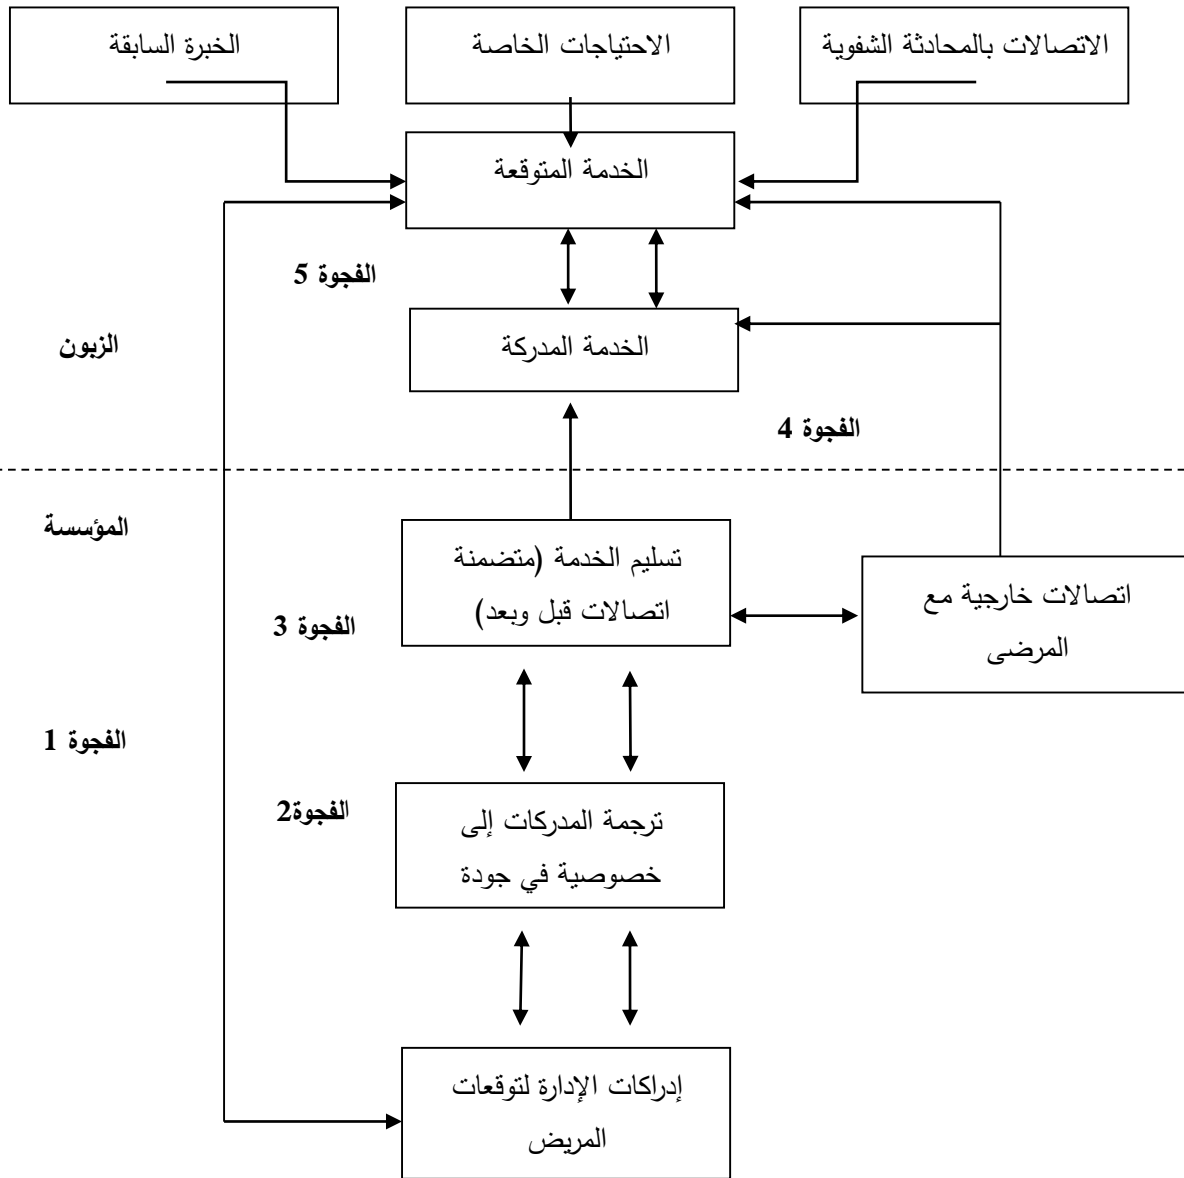 الاتصالات بالمحادثة الشفوية
الاحتياجات الخاصة
الخبرة السابقة
الخدمة المتوقعة
الفجوة 5
الخدمة المدركة
الزبون
الفجوة 4
المؤسسة
تسليم الخدمة (متضمنة
اتصالات قبل وبعد)
اتصالات خارجية مع
المرضى
الفجوة 3
الفجوة 1
الفجوة2
ترجمة المدركات إلى
خصوصية في جودة
إدراكات الإدارة لتوقعات
المريض